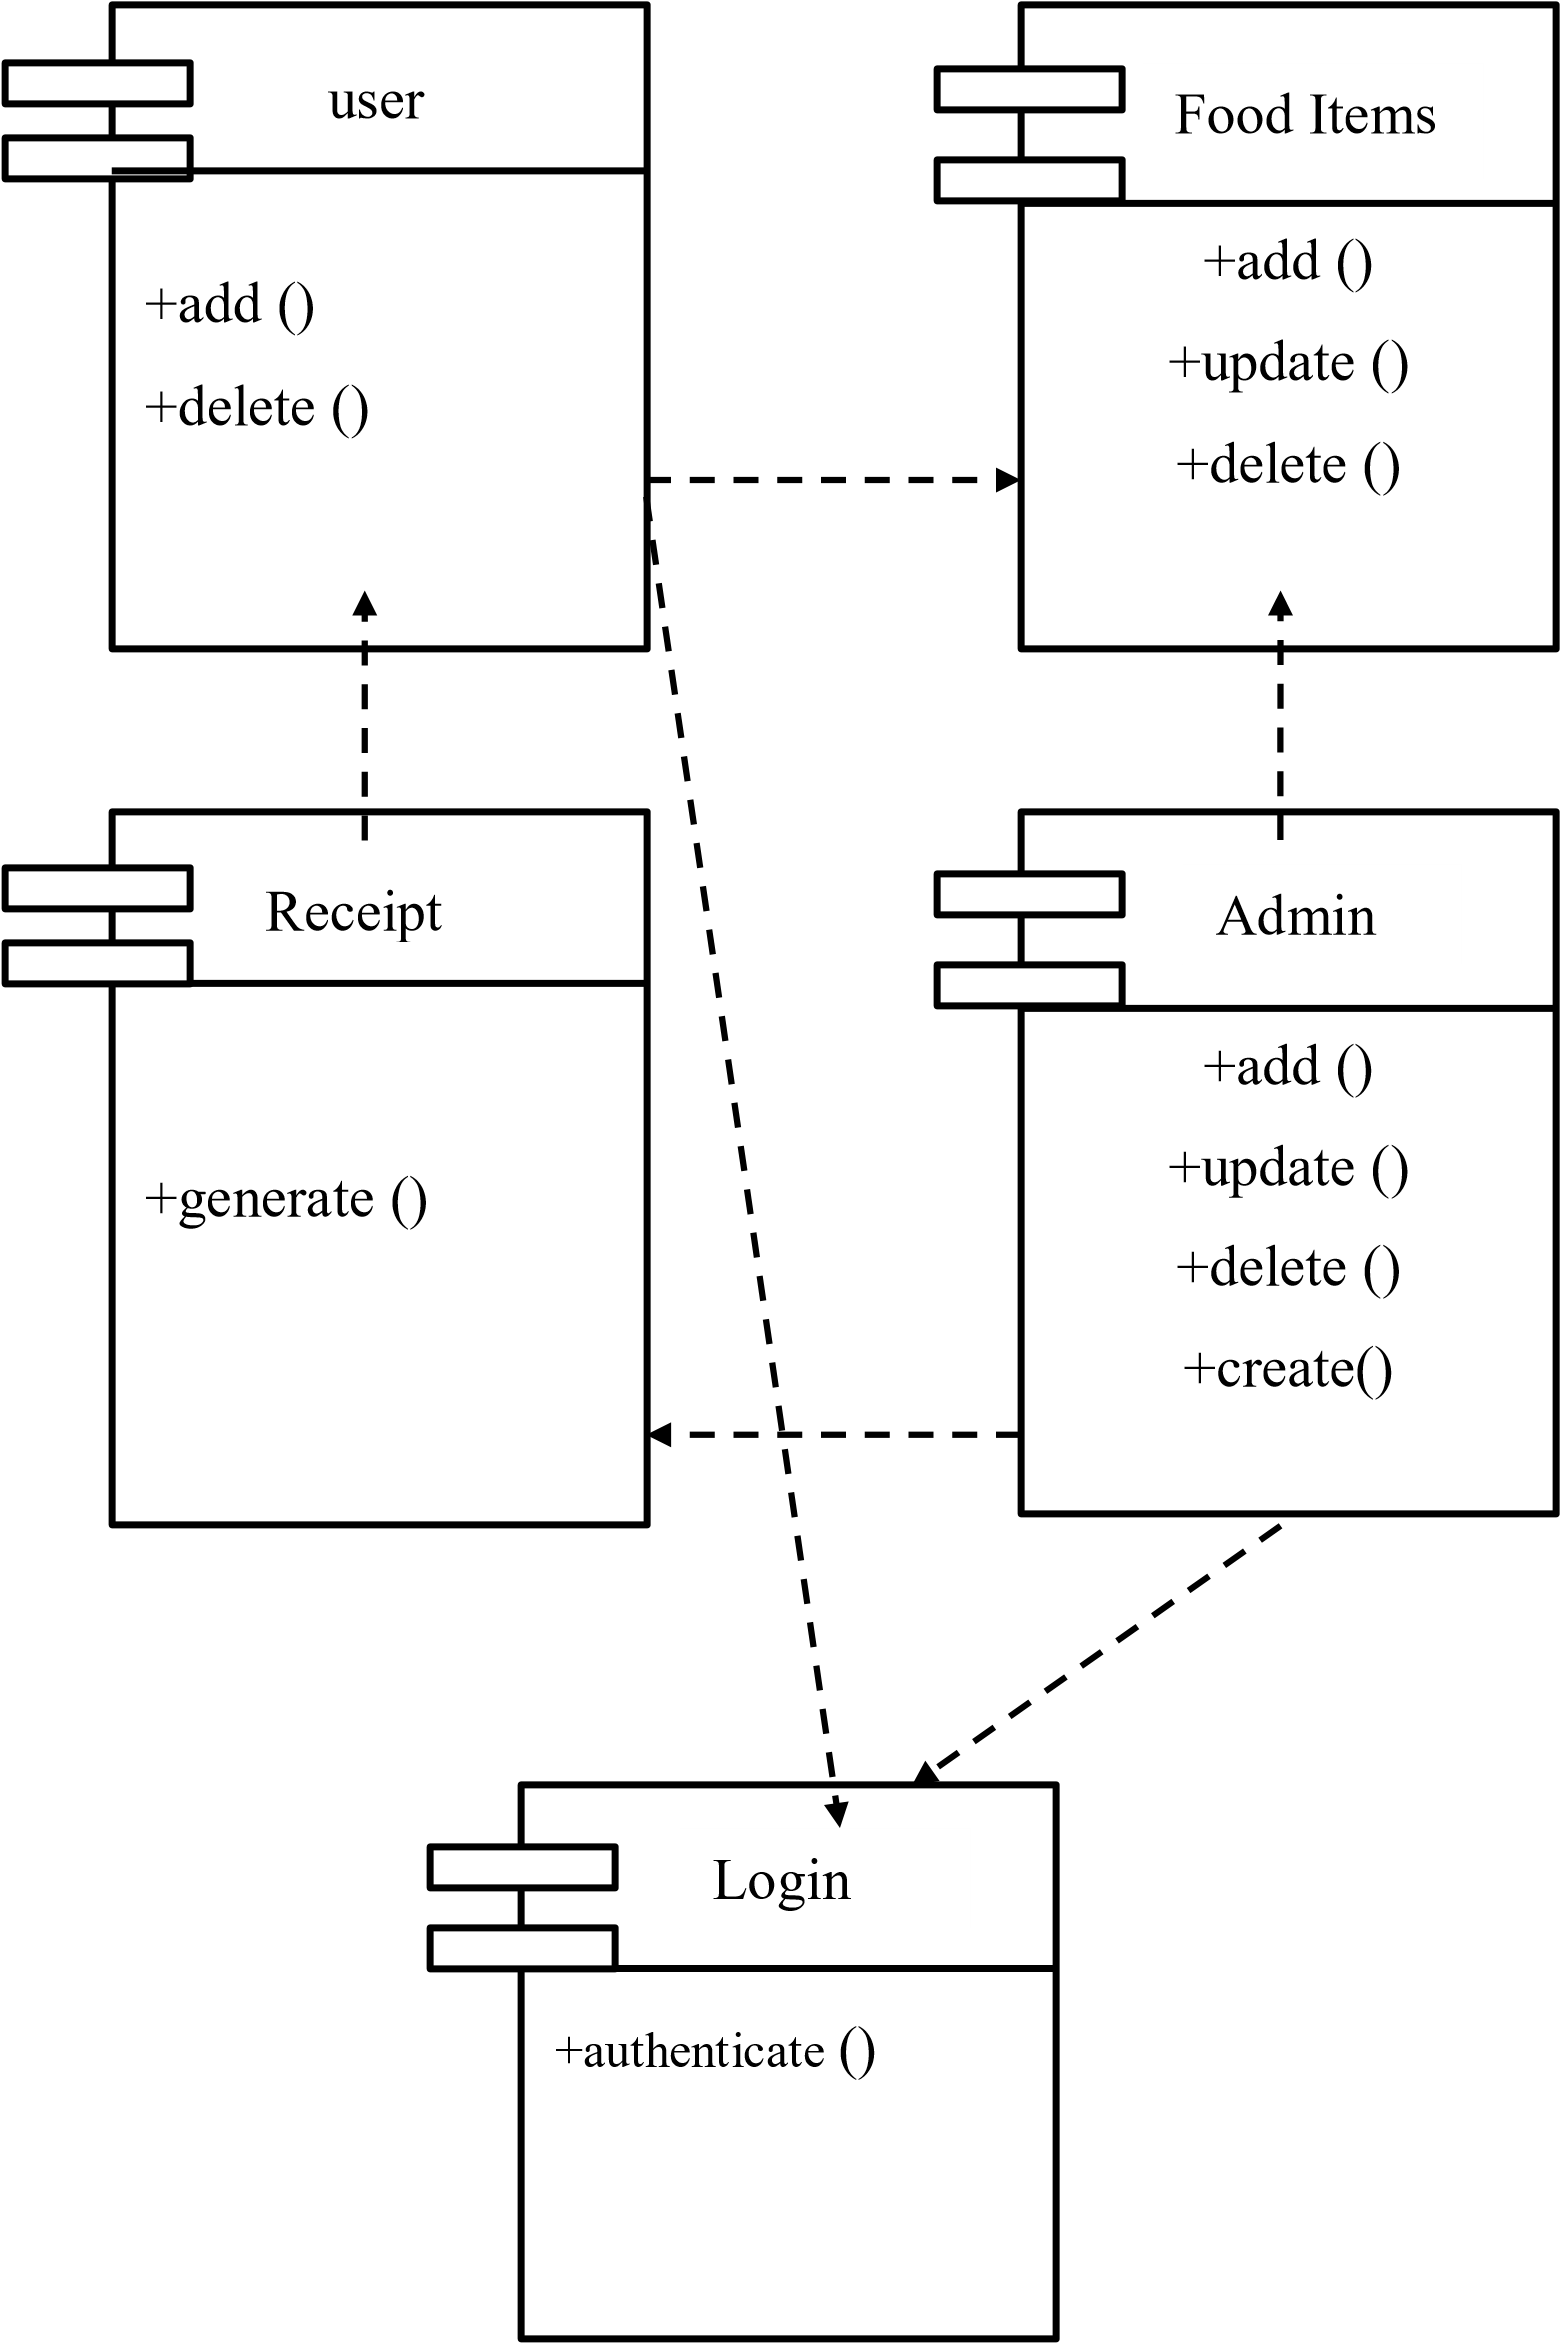 user
+add ()
+delete ()
Food Items
+add ()
+update ()
+delete ()
Receipt
+generate ()
Admin
+add ()
+update ()
+delete ()
+create()
Login
+authenticate ()